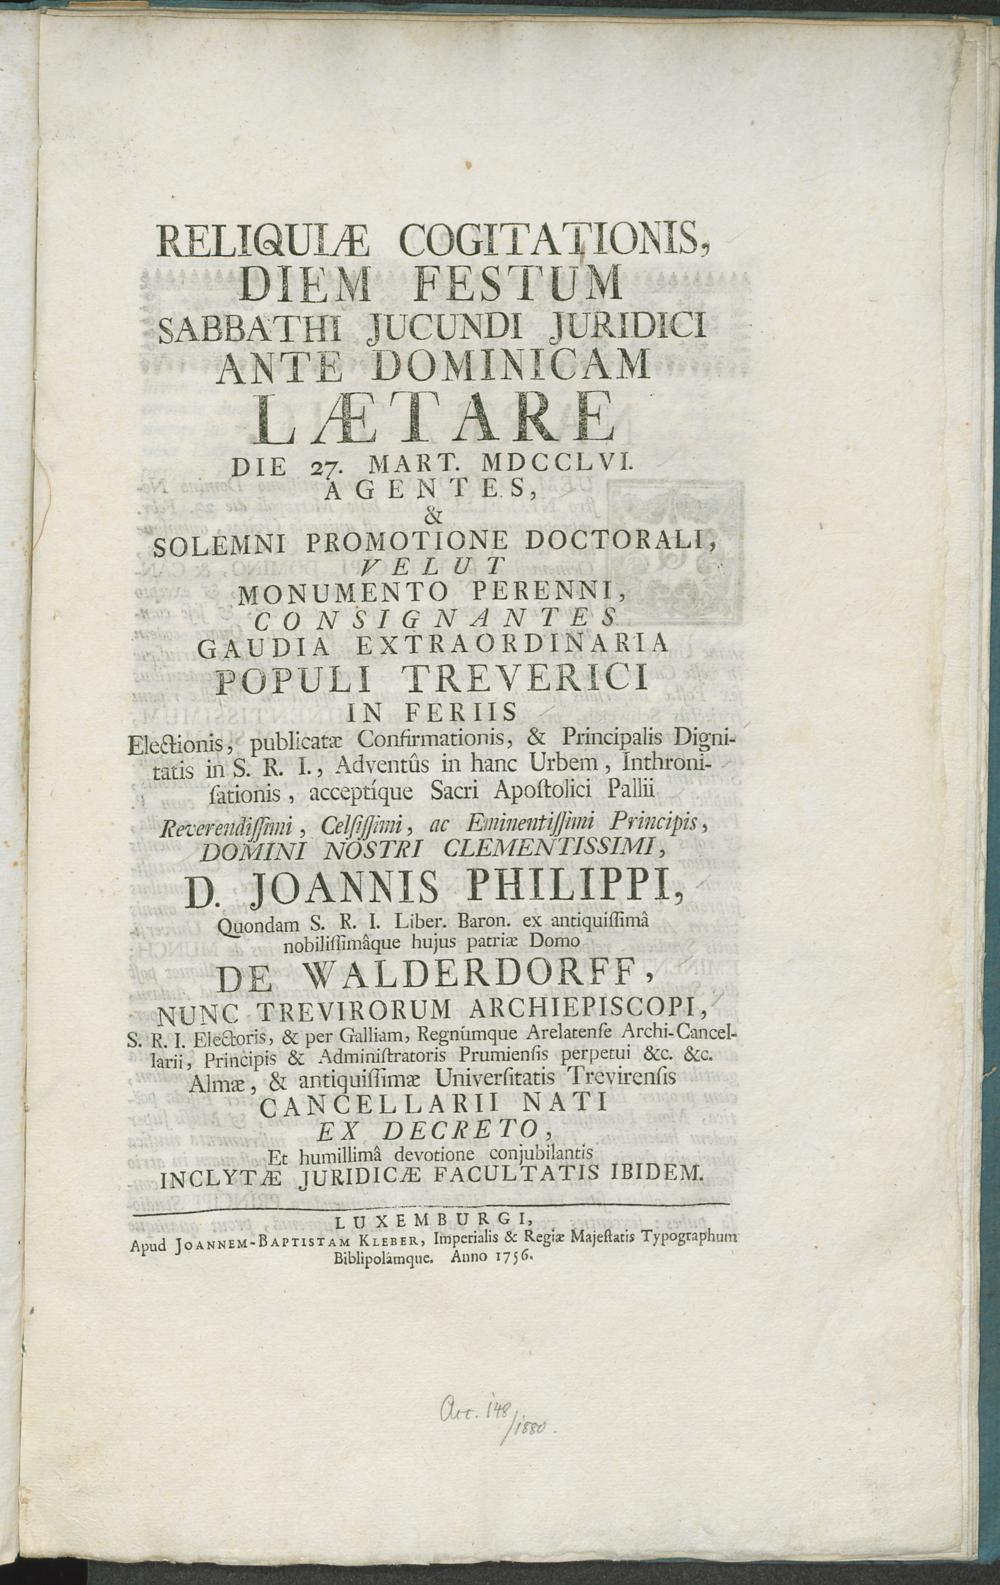 RELIQUIÆ COGITATIONIS,
DIEM FESTUM
SABBATHI JUCUNDI JURIDICI
ANTE DOMINICAM
LÆTARE
DIE 27. MART. MDCCLVI.
AGENTES,
&
SOLEMNI PROMOTIONE DOCTORALI,
VELUT
MONUMENTO PERENNI,
CONSIGNANTES
GAUDIA EXTRAORDINARIA
POPULI TREVERICI
IN FERIIS
Electionis, publicatæ Confirmationis, & Principalis Digni-
tatis in S. R. I., Adventûs in hanc Urbem, Inthroni-
ſationis, acceptíque Sacri Apoſtolici Pallii
Reverendiſſimi, Celſiſſimi, ac Eminentiſſimi Principis,
DOMINI NOSTRI CLEMENTISSIMI,
D. JOANNIS PHILIPPI,
Quondam S. R. I. Liber. Baron. ex antiquiſſimâ
nobiliſſimâque hujus patriæ Domo
DE WALDERDORFF,
NUNC TREVIRORUM ARCHIEPISCOPI,
S. R. I. Electoris, & per Galliam, Regnúmque Arelatenſe Archi-Cancel-
larii, Principis & Adminiſtratoris Prumienſis perpetui &c. &c.
Almæ, & antiquiſſimæ Univerſitatis Trevirenſis
CANCELLARII NATI
EX DECRETO,
Et humillimâ devotione conjubilantis
INCLYTÆ JURIDICÆ FACULTATIS IBIDEM.
LUXEMBURGI,
Apud JOANNEM-BAPTISTAM KLEBER, Imperialis & Regiæ Majeſtatis Typographum
Biblipolámque. Anno 1756.
Acc. 148/1880.